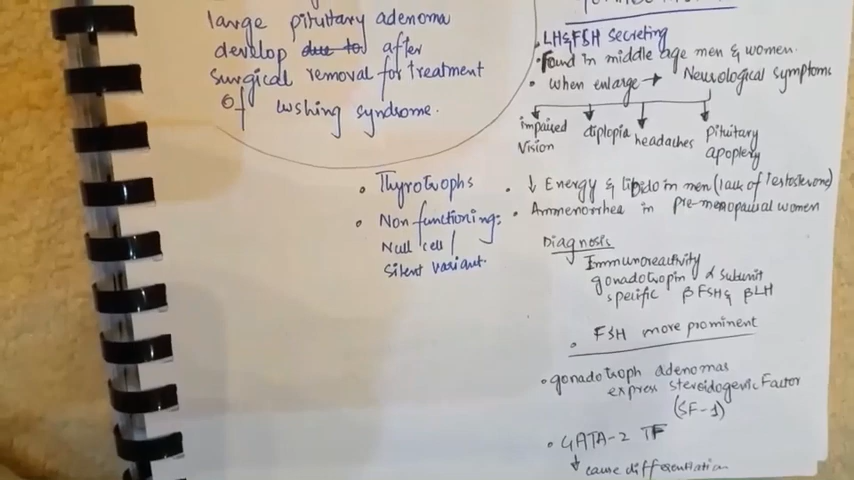 large pituitary adenoma
develop due to after
surgical removal for treatment
Of cushing syndrome.
• Thyrotrophs
• Non functioning:
Null cell/
Silent variant.
• LH & FSH secreting
• Found in middle age men & women.
• when enlarge → Neurological symptoms
impaired vision
diplopia
headaches
pituitary apoplexy
• ↓ Energy & libido in men (lack of Testosterone)
• Ammenorrhea in pre-menopausal women
Diagnosis
↓ Immunoreactivity
gonadotropin α subunit
specific βFSH & βLH
• FSH more prominent
• gonadotroph adenomas
express steroidogenic Factor
(SF-1)
• GATA-2 TF
↓ cause differentiation